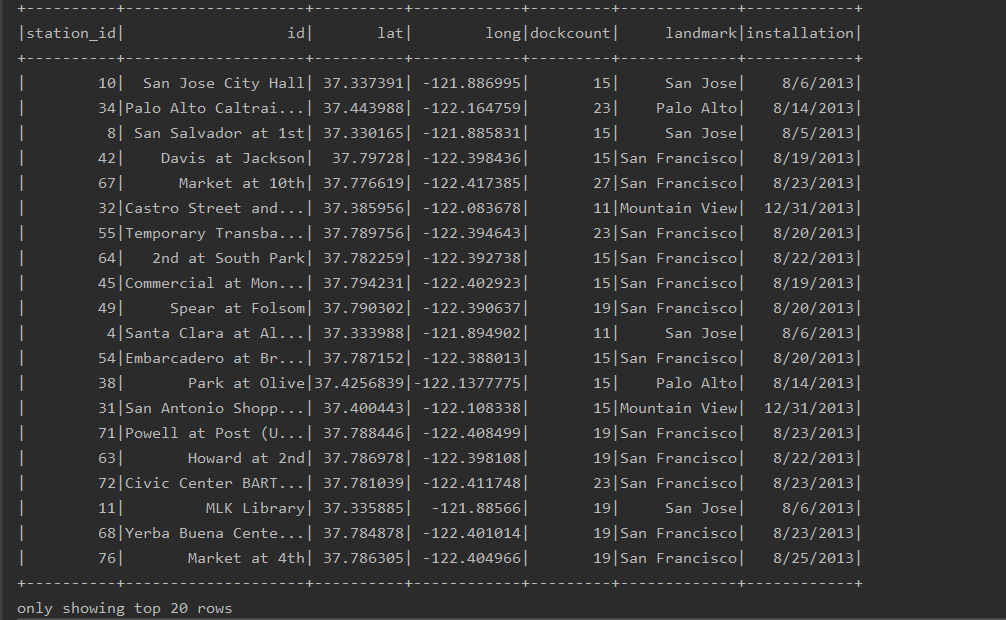 +----------+--------------------+----------+------------+---------+-------------+------------+
|station_id|                  id|       lat|        long|dockcount|     landmark|installation|
+----------+--------------------+----------+------------+---------+-------------+------------+
|        10|  San Jose City Hall| 37.337391| -121.886995|       15|     San Jose|    8/6/2013|
|        34|Palo Alto Caltrai...| 37.443988| -122.164759|       23|    Palo Alto|   8/14/2013|
|         8| San Salvador at 1st| 37.330165| -121.885831|       15|     San Jose|    8/5/2013|
|        42|    Davis at Jackson|  37.79728| -122.398436|       15|San Francisco|   8/19/2013|
|        67|      Market at 10th| 37.776619| -122.417385|       27|San Francisco|   8/23/2013|
|        32|Castro Street and...| 37.385956| -122.083678|       11|Mountain View|  12/31/2013|
|        55|Temporary Transba...| 37.789756| -122.394643|       23|San Francisco|   8/20/2013|
|        64|   2nd at South Park| 37.782259| -122.392738|       15|San Francisco|   8/22/2013|
|        45|Commercial at Mon...| 37.794231| -122.402923|       15|San Francisco|   8/19/2013|
|        49|     Spear at Folsom| 37.790302| -122.390637|       19|San Francisco|   8/20/2013|
|         4|Santa Clara at Al...| 37.333988| -121.894902|       11|     San Jose|    8/6/2013|
|        54|Embarcadero at Br...| 37.787152| -122.388013|       15|San Francisco|   8/20/2013|
|        38|       Park at Olive|37.4256839|-122.1377775|       15|    Palo Alto|   8/14/2013|
|        31|San Antonio Shopp...| 37.400443| -122.108338|       15|Mountain View|  12/31/2013|
|        71|Powell at Post (U...| 37.788446| -122.408499|       19|San Francisco|   8/23/2013|
|        63|       Howard at 2nd| 37.786978| -122.398108|       19|San Francisco|   8/22/2013|
|        72|Civic Center BART...| 37.781039| -122.411748|       23|San Francisco|   8/23/2013|
|        11|         MLK Library| 37.335885|  -121.88566|       19|     San Jose|    8/6/2013|
|        68|Yerba Buena Cente...| 37.784878| -122.401014|       19|San Francisco|   8/23/2013|
|        76|       Market at 4th| 37.786305| -122.404966|       19|San Francisco|   8/25/2013|
+----------+--------------------+----------+------------+---------+-------------+------------+
only showing top 20 rows